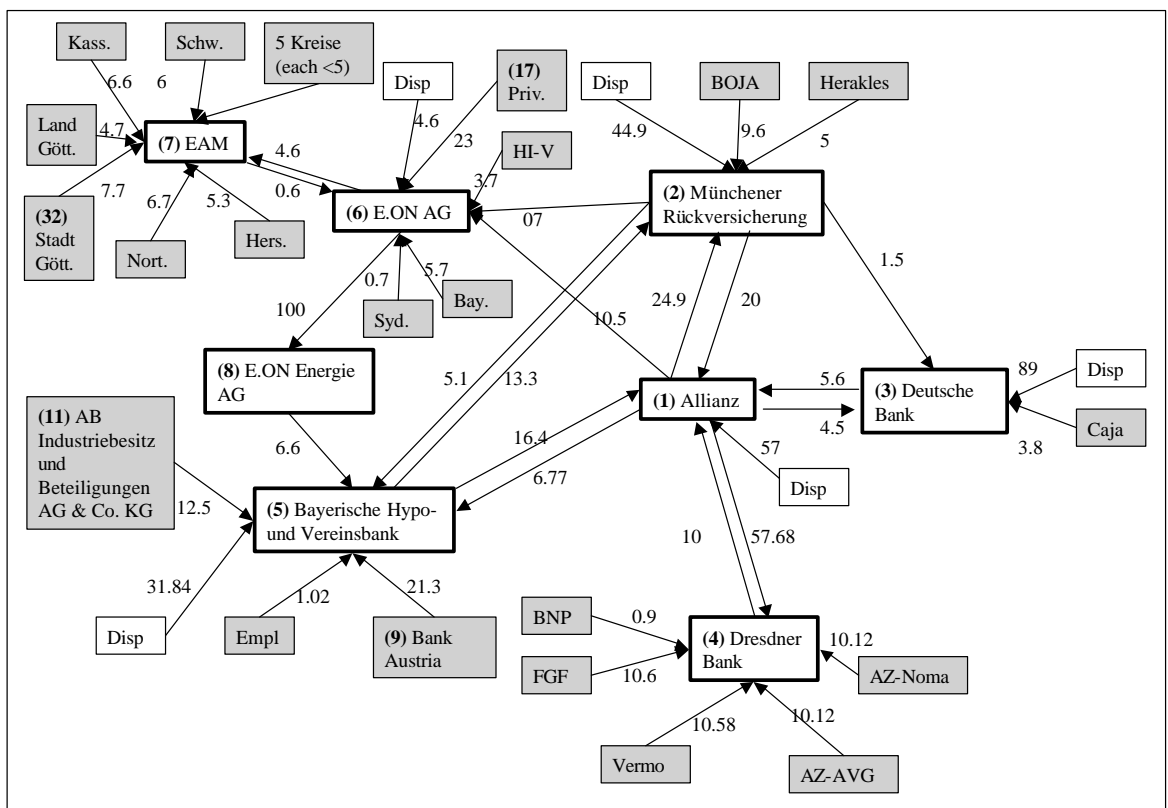 Kass.
Schw.
5 Kreise
(each <5)
Disp
(17)
Priv.
Disp
BOJA
Herakles
6.6
6
4.6
23
44.9
9.6
5
Land
Gött.
4.7
(7) EAM
4.6
HI-V
3.7
7.7
0.6
(6) E.ON AG
07
(2) Münchener
Rückversicherung
(32)
Stadt
Gött.
6.7
5.3
Nort.
Hers.
0.7
5.7
Syd.
Bay.
100
10.5
24.9
20
1.5
(8) E.ON Energie
AG
5.1
13.3
(1) Allianz
5.6
4.5
(3) Deutsche
Bank
89
Disp
Caja
3.8
(11) AB
Industriebesitz
und
Beteiligungen
AG & Co. KG
12.5
6.6
16.4
6.77
57
Disp
(5) Bayerische Hypo-
und Vereinsbank
10
57.68
31.84
1.02
21.3
Disp
Empl
(9) Bank
Austria
BNP
0.9
FGF
10.6
(4) Dresdner
Bank
10.12
AZ-Noma
10.58
10.12
Vermo
AZ-AVG